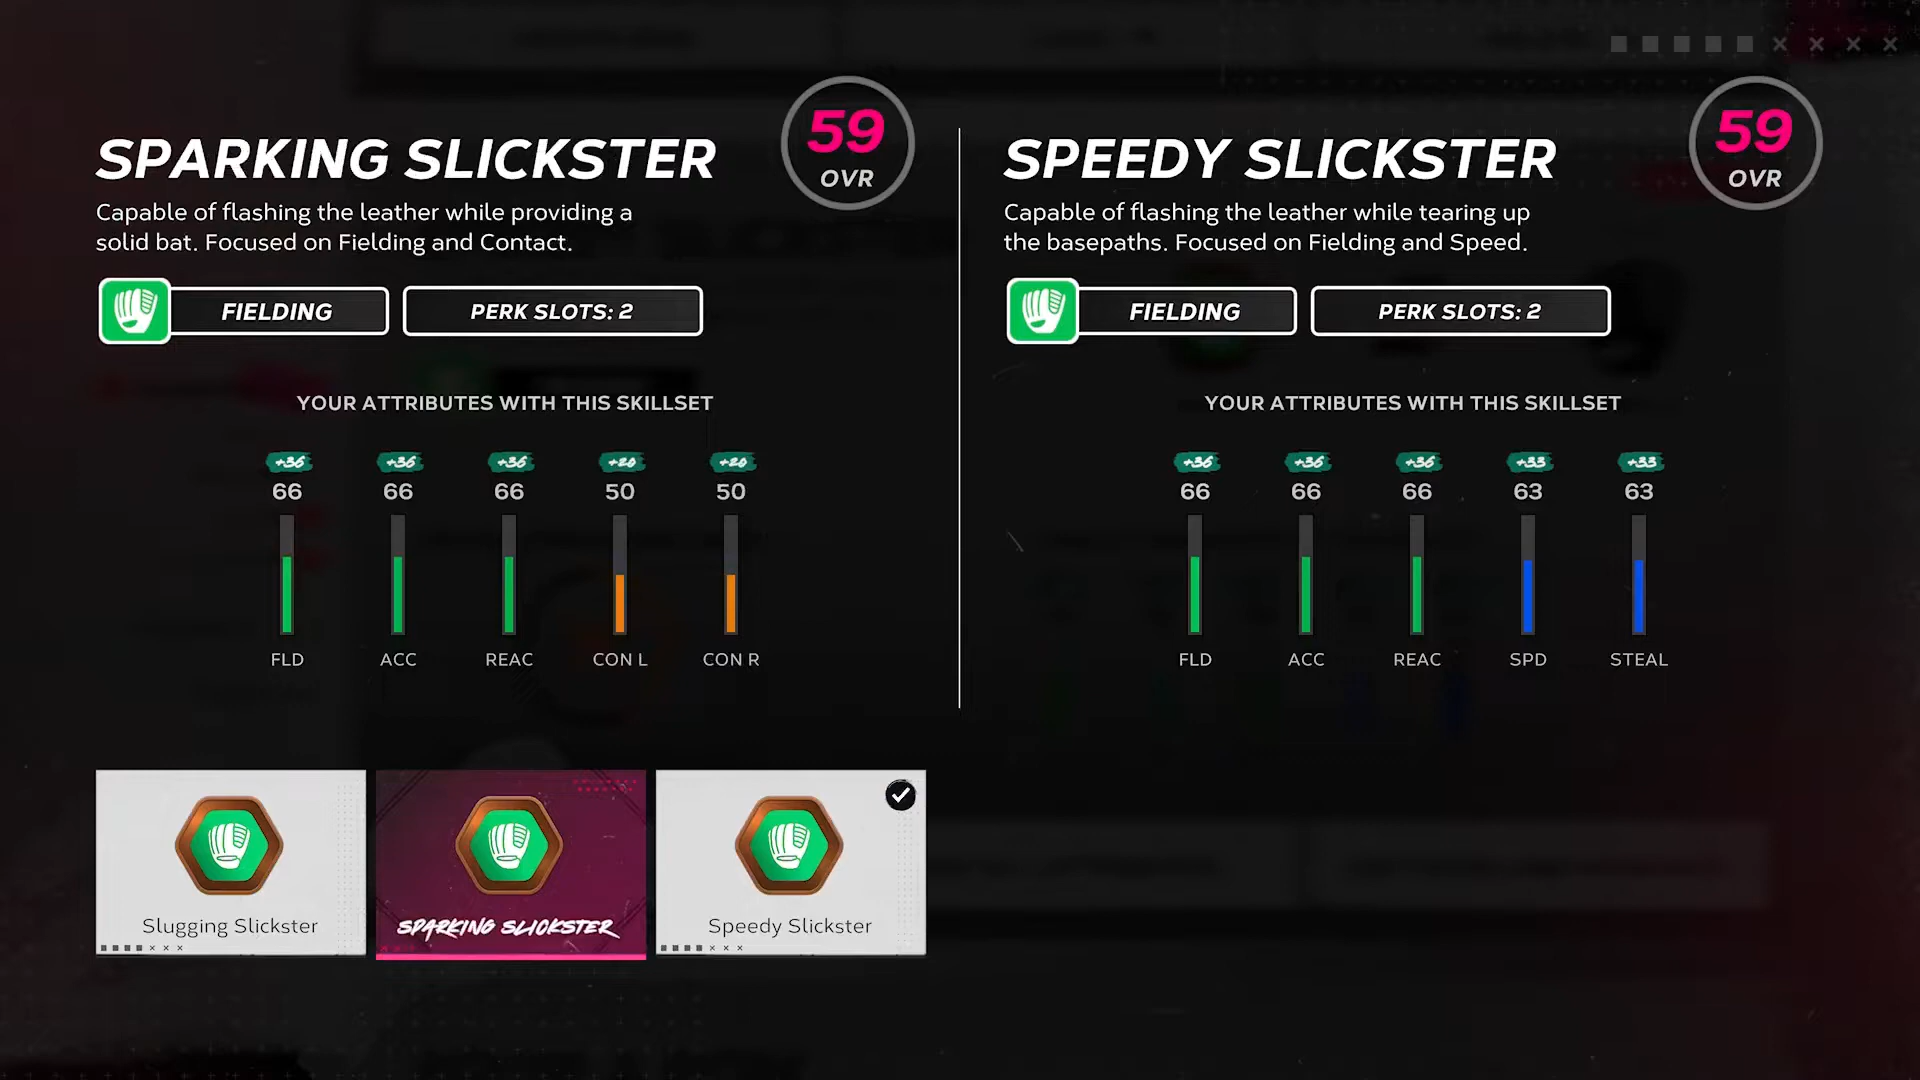 SPARKING SLICKSTER
59
OVR
Capable of flashing the leather while providing a
solid bat. Focused on Fielding and Contact.
FIELDING
PERK SLOTS: 2
YOUR ATTRIBUTES WITH THIS SKILLSET
+36 +36 +36 +20 +20
66 66 66 50 50
FLD ACC REAC CON L CON R
SPEEDY SLICKSTER
59
OVR
Capable of flashing the leather while tearing up
the basepaths. Focused on Fielding and Speed.
FIELDING
PERK SLOTS: 2
YOUR ATTRIBUTES WITH THIS SKILLSET
+36 +36 +36 +33 +33
66 66 66 63 63
FLD ACC REAC SPD STEAL
Slugging Slickster
SPARKING SLICKSTER
Speedy Slickster